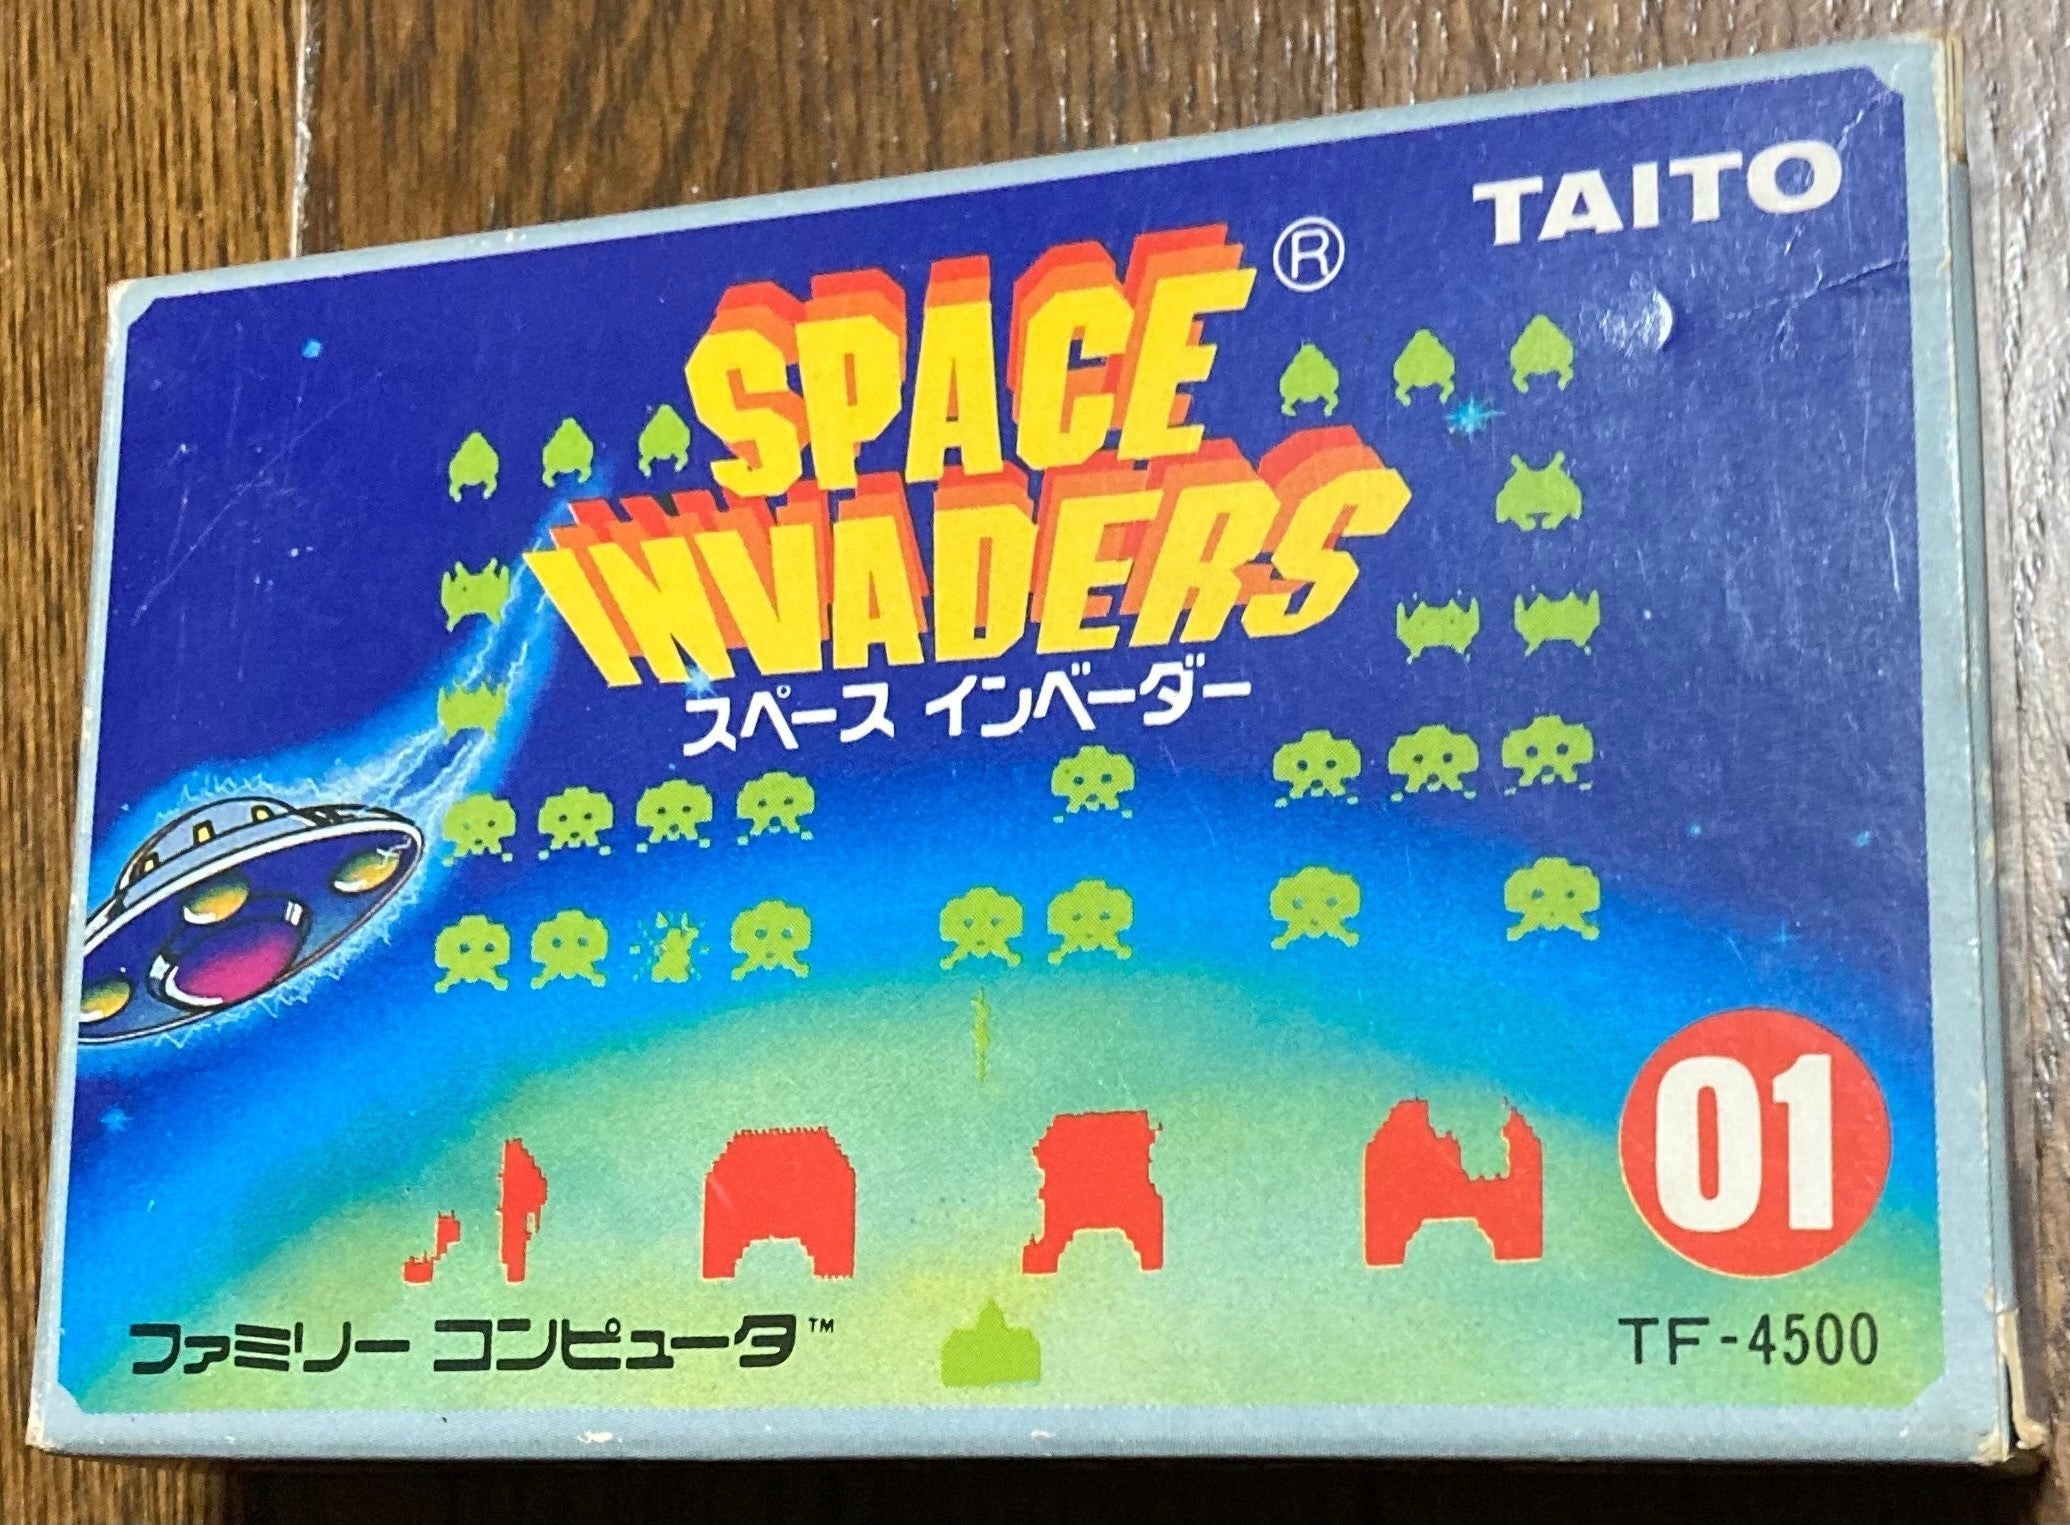 TAITO
SPACE ®
INVADERS
スペース インベーダー
01
ファミリー コンピュータ™
TF-4500